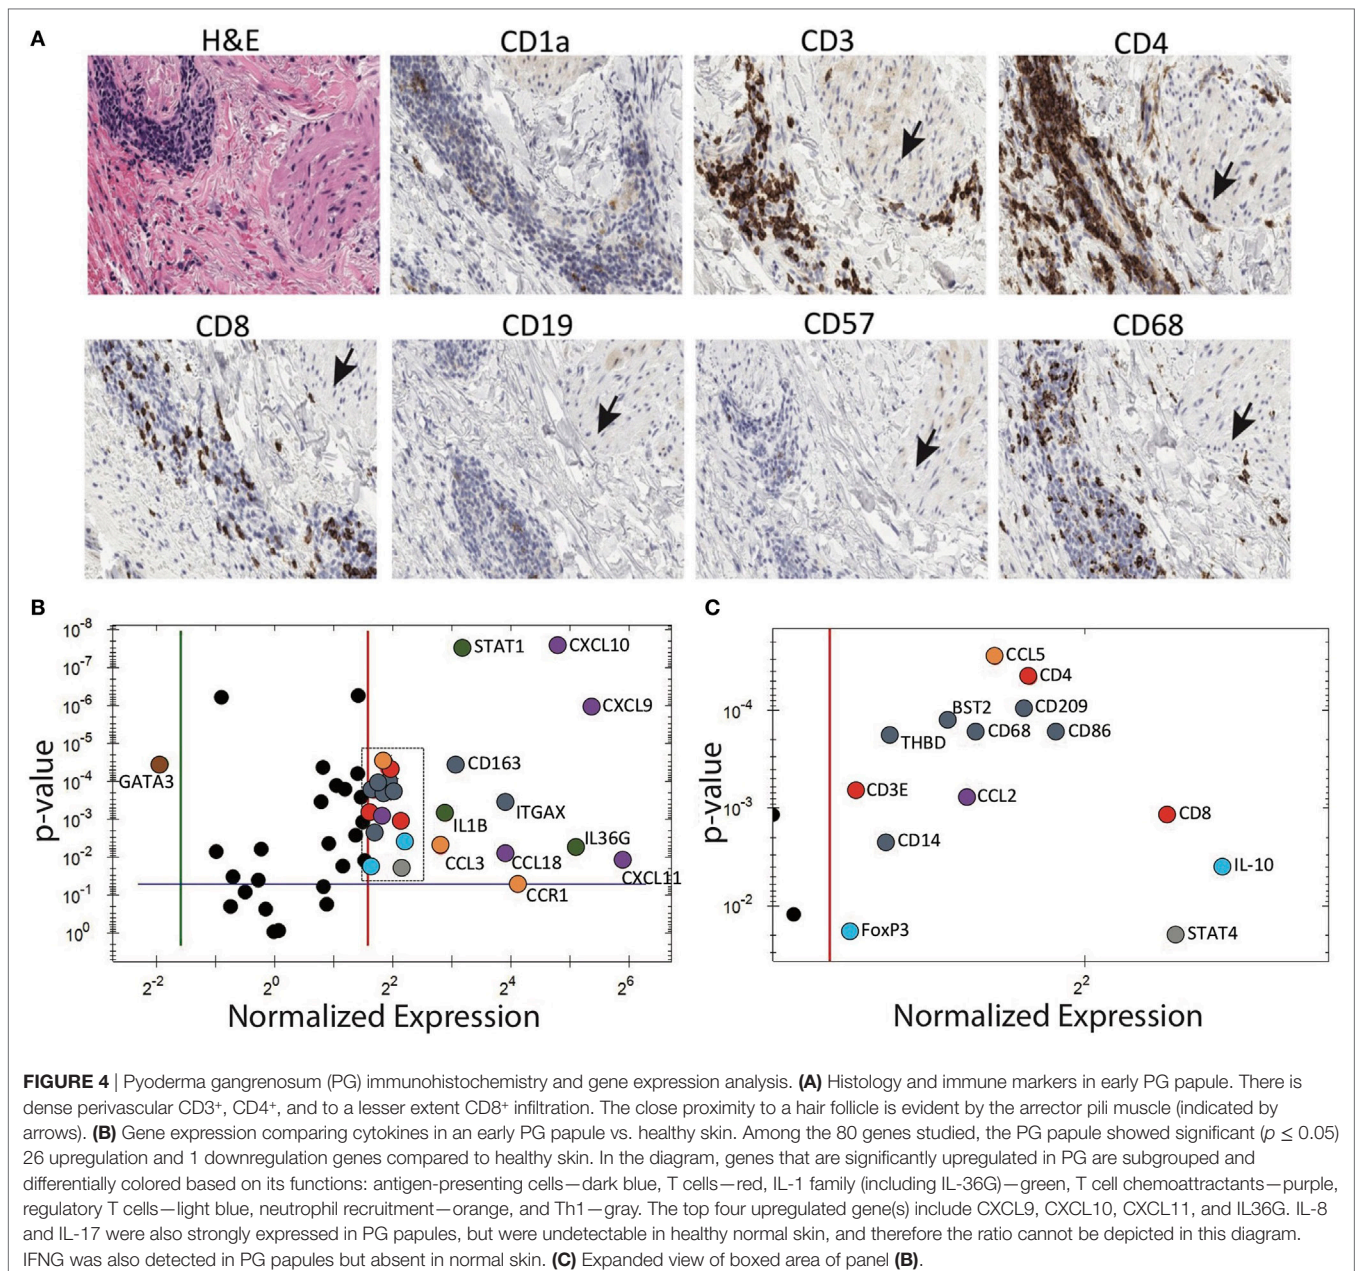 A
H&E
CD1a
CD3
CD4
CD8
CD19
CD57
CD68
B
C
10-8
10-7
10-6
10-5
10-4
10-3
10-2
10-1
100
p-value
STAT1
CXCL10
CXCL9
GATA3
CD163
ITGAX
IL1B
IL36G
CCL3
CCL18
CXCL11
CCR1
2-2
20
22
24
26
Normalized Expression
10-4
10-3
10-2
p-value
CCL5
CD4
BST2
CD209
THBD
CD68
CD86
CD3E
CCL2
CD8
CD14
IL-10
FoxP3
STAT4
22
Normalized Expression
FIGURE 4 | Pyoderma gangrenosum (PG) immunohistochemistry and gene expression analysis. (A) Histology and immune markers in early PG papule. There is
dense perivascular CD3+, CD4+, and to a lesser extent CD8+ infiltration. The close proximity to a hair follicle is evident by the arrector pili muscle (indicated by
arrows). (B) Gene expression comparing cytokines in an early PG papule vs. healthy skin. Among the 80 genes studied, the PG papule showed significant (p ≤ 0.05)
26 upregulation and 1 downregulation genes compared to healthy skin. In the diagram, genes that are significantly upregulated in PG are subgrouped and
differentially colored based on its functions: antigen-presenting cells—dark blue, T cells—red, IL-1 family (including IL-36G)—green, T cell chemoattractants—purple,
regulatory T cells—light blue, neutrophil recruitment—orange, and Th1—gray. The top four upregulated gene(s) include CXCL9, CXCL10, CXCL11, and IL36G. IL-8
and IL-17 were also strongly expressed in PG papules, but were undetectable in healthy normal skin, and therefore the ratio cannot be depicted in this diagram.
IFNG was also detected in PG papules but absent in normal skin. (C) Expanded view of boxed area of panel (B).